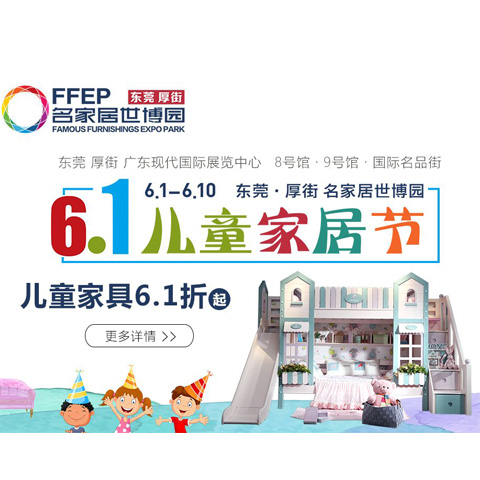 FFEP 东莞 厚街
名家居世博园
FAMOUS FURNISHINGS EXPO PARK
东莞 厚街 广东现代国际展览中心 8号馆·9号馆·国际名品街
6.1-6.10 东莞·厚街 名家居世博园
6.1儿童家居节
儿童家具6.1折起
更多详情 >>